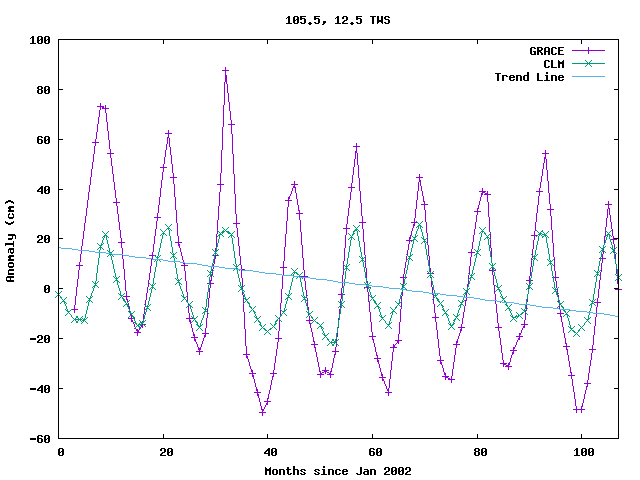 105.5, 12.5 TWS
GRACE
CLM
Trend Line
100
80
60
40
20
0
-20
-40
-60
Anomaly (cm)
0 20 40 60 80 100
Months since Jan 2002